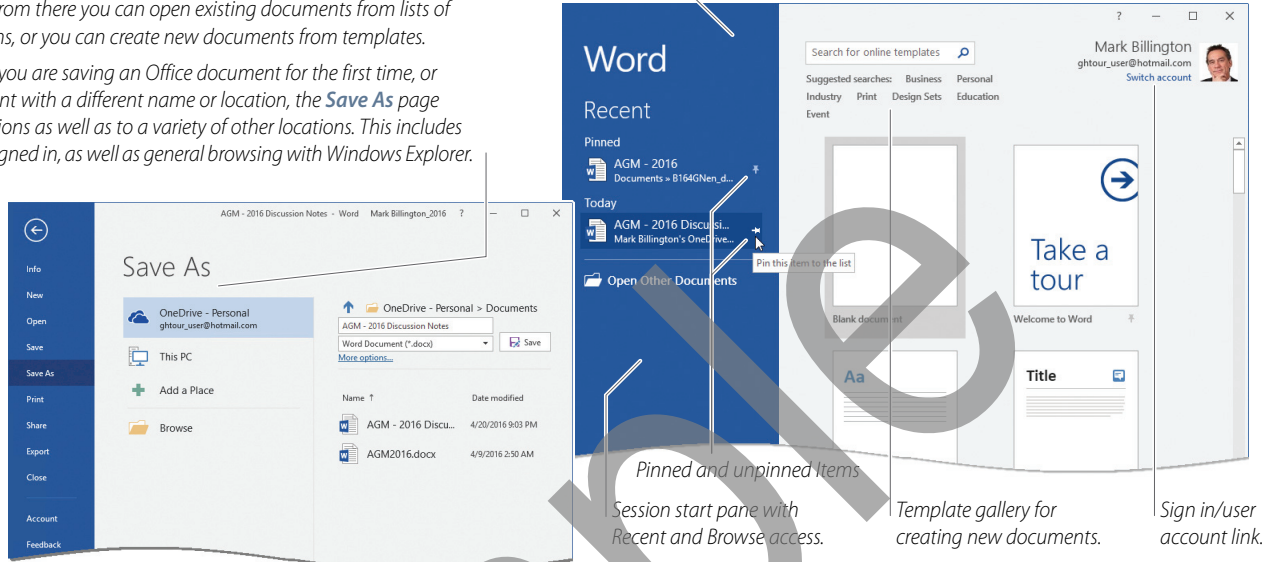 rom there you can open existing documents from lists of
ns, or you can create new documents from templates.
you are saving an Office document for the first time, or
nt with a different name or location, the Save As page
ions as well as to a variety of other locations. This includes
gned in, as well as general browsing with Windows Explorer.
AGM - 2016 Discussion Notes - Word Mark Billington_2016 ?
Info
New
Open
Save
Save As
Print
Share
Export
Close
Account
Feedback
Save As
OneDrive - Personal
ghtour_user@hotmail.com
This PC
Add a Place
Browse
OneDrive - Personal > Documents
AGM - 2016 Discussion Notes
Word Document (*.docx)
Save
More options...
Name ↑ Date modified
AGM - 2016 Discu... 4/20/2016 9:03 PM
AGM2016.docx 4/9/2016 2:50 AM
Word
Recent
Pinned
AGM - 2016
Documents » B164GNen_d...
Today
AGM - 2016 Discussi...
Mark Billington's OneDrive...
Pin this item to the list
Open Other Documents
?
Search for online templates
Suggested searches: Business Personal
Industry Print Design Sets Education
Event
Mark Billington
ghtour_user@hotmail.com
Switch account
Blank document
Take a
tour
Welcome to Word
Aa
Title
Pinned and unpinned Items
Session start pane with
Recent and Browse access.
Template gallery for
creating new documents.
Sign in/user
account link.